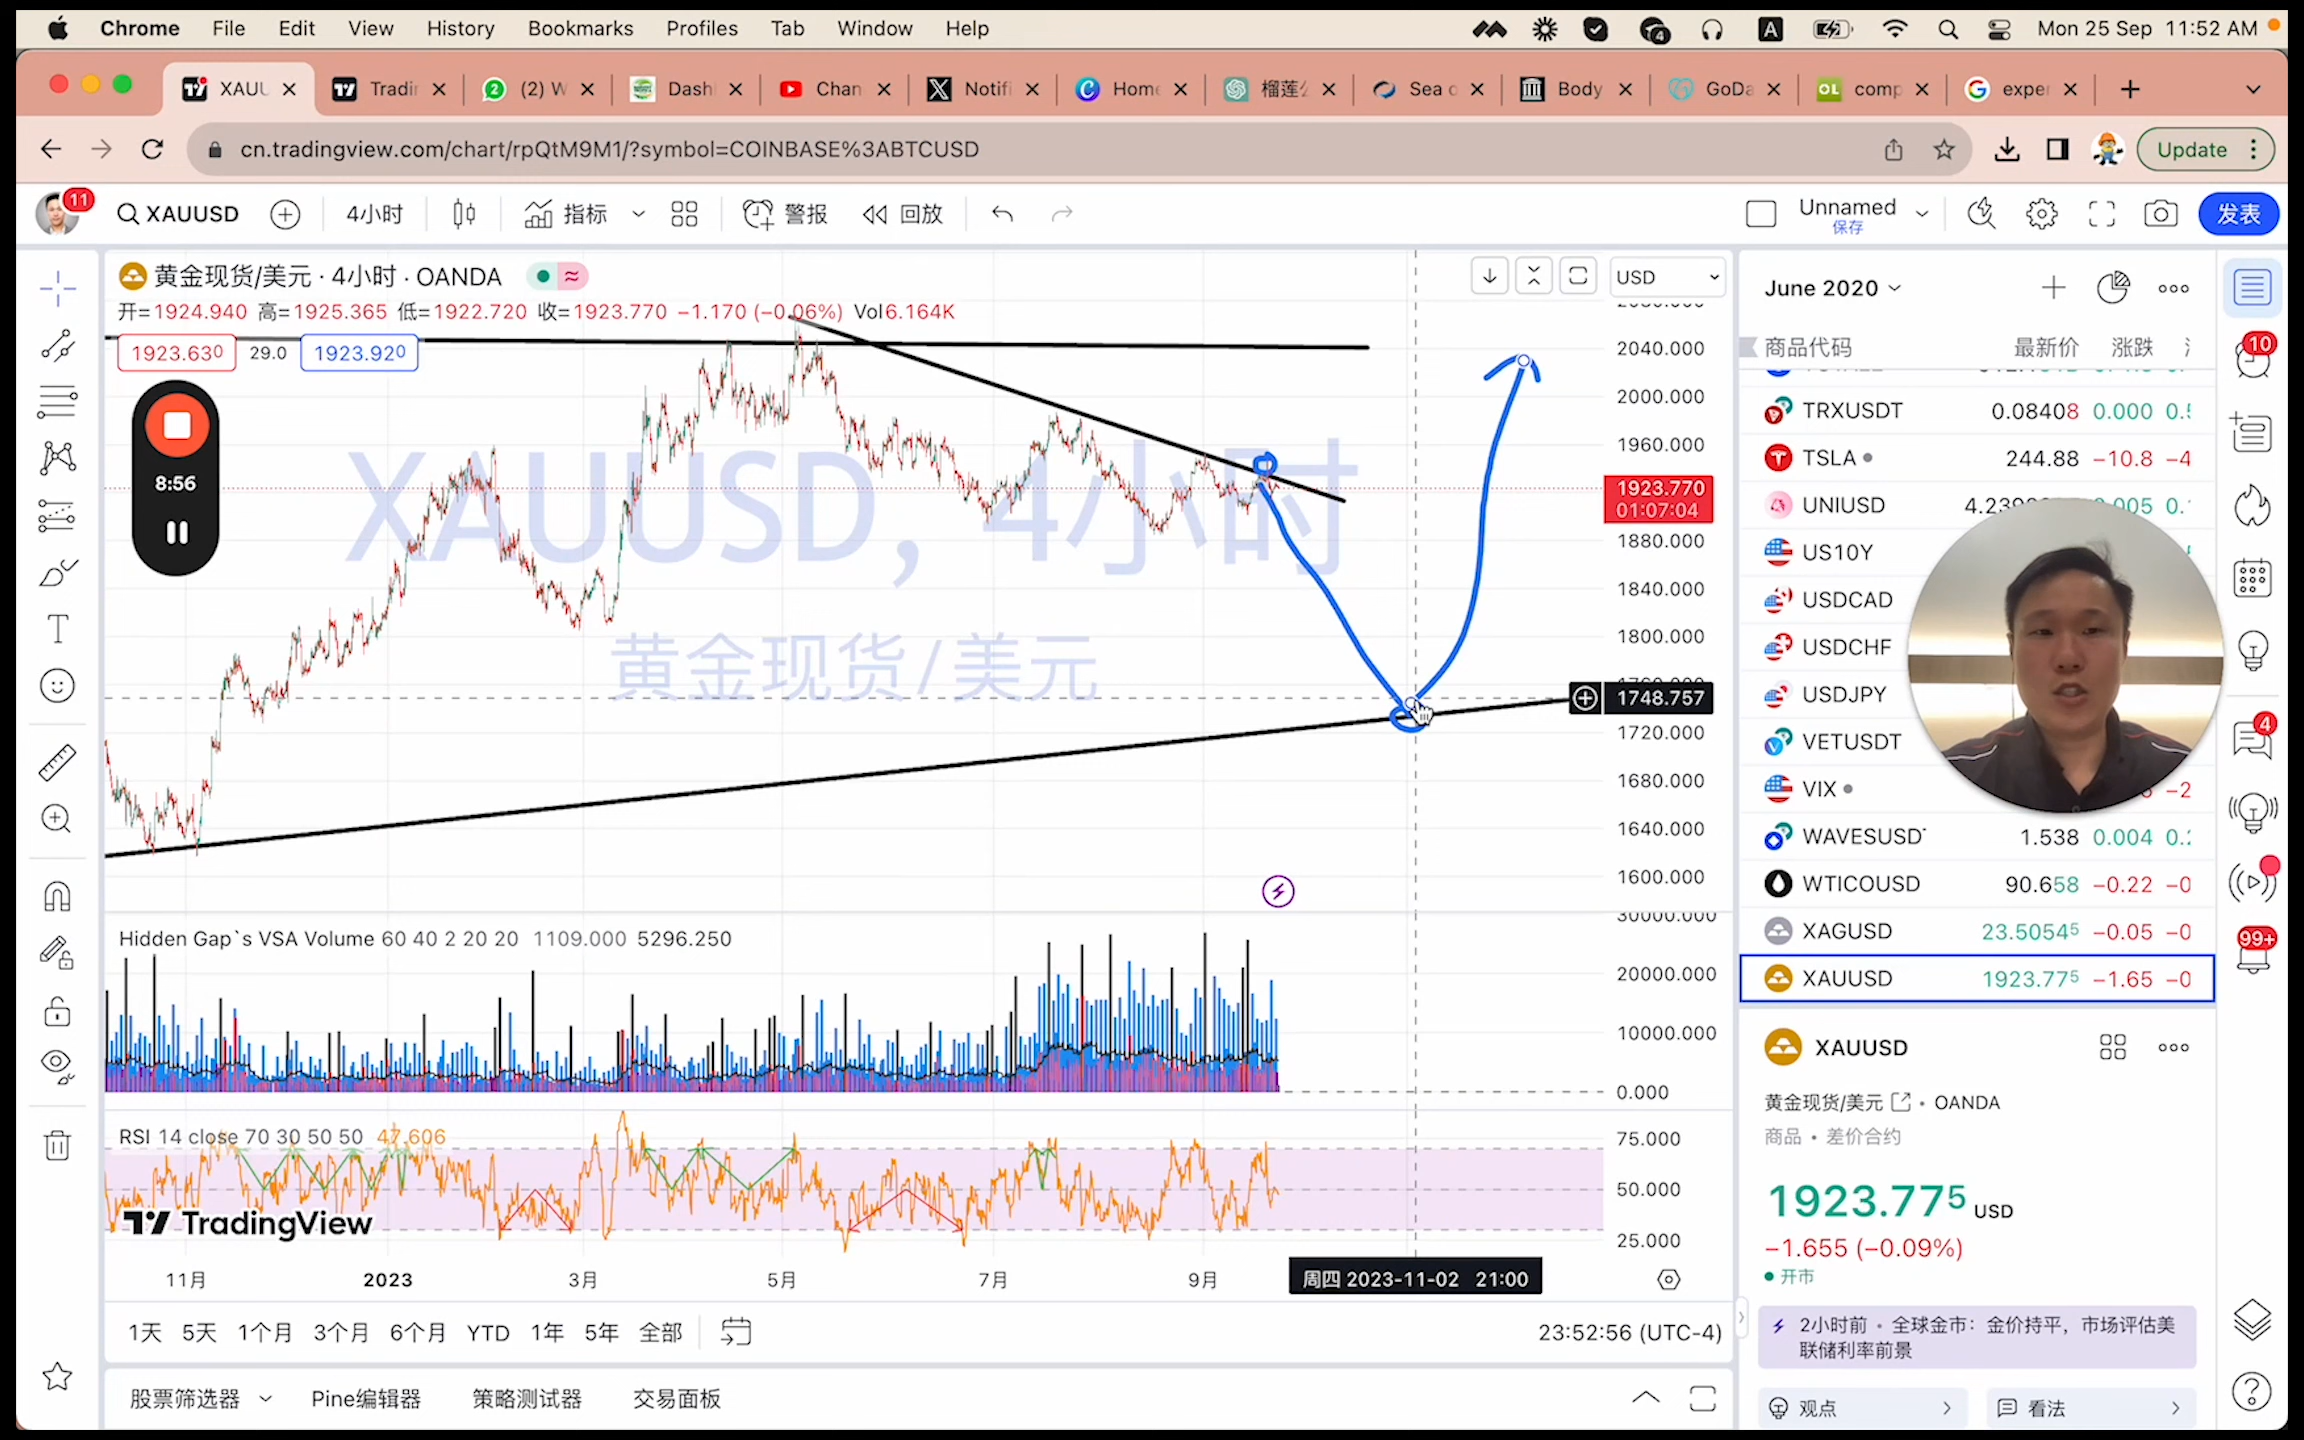 Chrome File Edit View History Bookmarks Profiles Tab Window Help
4 A Mon 25 Sep 11:52 AM
XAUU Tradin (2) W Dash Chan Notifi Home 榴莲 Sea o Body GoDa comp exper
cn.tradingview.com/chart/rpQtM9M1/?symbol=COINBASE%3ABTCUSD
Update
11 XAUUSD 4小时 指标 警报 回放 Unnamed 发表
保存
黄金现货/美元 · 4小时 · OANDA
USD
开=1924.940 高=1925.365 低=1922.720 收=1923.770 −1.170 (−0.06%) Vol6.164K
1923.630 29.0 1923.920
8:56
XAUUSD, 4小时
黄金现货/美元
2040.000
2000.000
1960.000
1923.770
01:07:04
1880.000
1840.000
1800.000
1748.757
1720.000
1680.000
1640.000
1600.000
Hidden Gap`s VSA Volume 60 40 2 20 20 1109.000 5296.250
30000.000
20000.000
10000.000
0.000
RSI 14 close 70 30 50 50 47.606
75.000
50.000
25.000
TradingView
11月 2023 3月 5月 7月 9月 周四 2023-11-02 21:00
1天 5天 1个月 3个月 6个月 YTD 1年 5年 全部
23:52:56 (UTC-4)
股票筛选器 Pine编辑器 策略测试器 交易面板
June 2020
商品代码 最新价 涨跌
TRXUSDT 0.08408 0.000
TSLA 244.88 −10.8 −4
UNIUSD
US10Y
USDCAD
USDCHF
USDJPY
VETUSDT
VIX −2
WAVESUSD 1.538 0.004
WTICOUSD 90.658 −0.22 −0
XAGUSD 23.5054⁵ −0.05 −0
XAUUSD 1923.77⁵ −1.65 −0
XAUUSD
黄金现货/美元 • OANDA
商品 • 差价合约
1923.77⁵ USD
−1.655 (−0.09%)
开市
2小时前 • 全球金市：金价持平，市场评估美
联储利率前景
观点 看法
10
4
99+